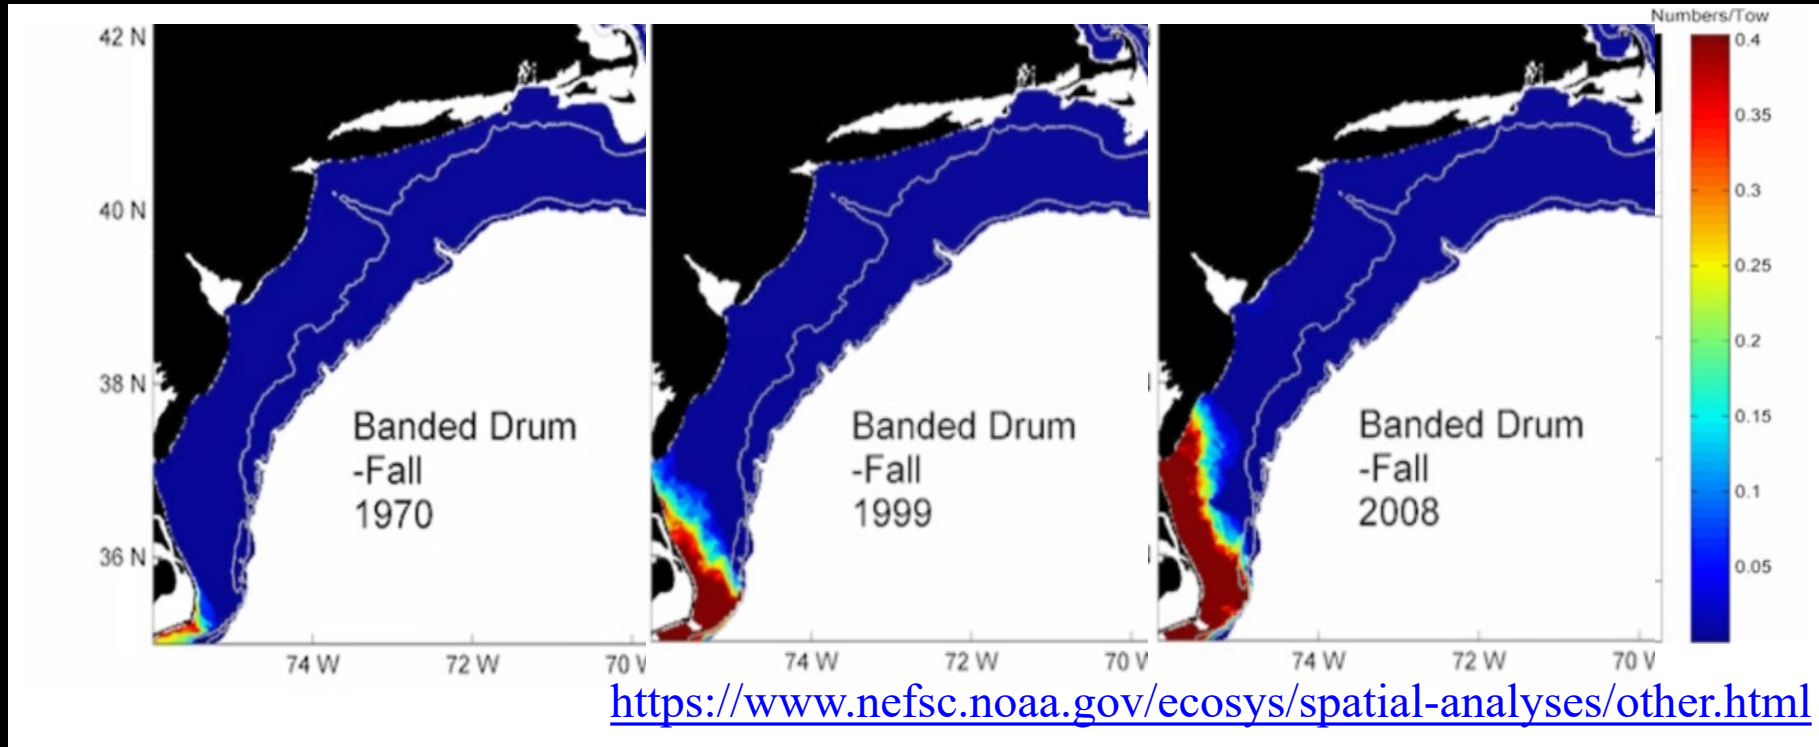 Numbers/Tow
42 N
40 N
38 N
36 N
Banded Drum
-Fall
1970
74 W
72 W
70 W
Banded Drum
-Fall
1999
74 W
72 W
70 W
Banded Drum
-Fall
2008
74 W
72 W
70 W
0.4
0.35
0.3
0.25
0.2
0.15
0.1
0.05
https://www.nefsc.noaa.gov/ecosys/spatial-analyses/other.html